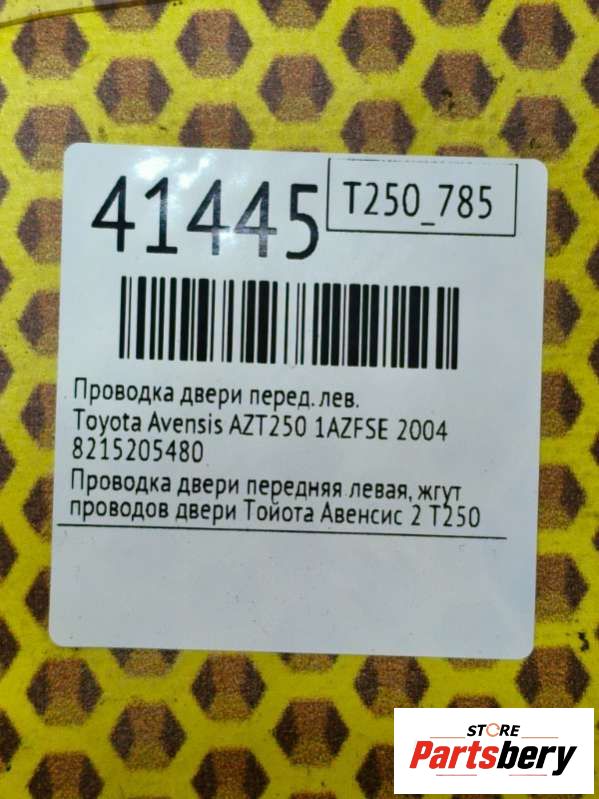 41445
T250_785
Проводка двери перед. лев.
Toyota Avensis AZT250 1AZFSE 2004
8215205480
Проводка двери передняя левая, жгут
проводов двери Тойота Авенсис 2 T250
STORE
Partsbery